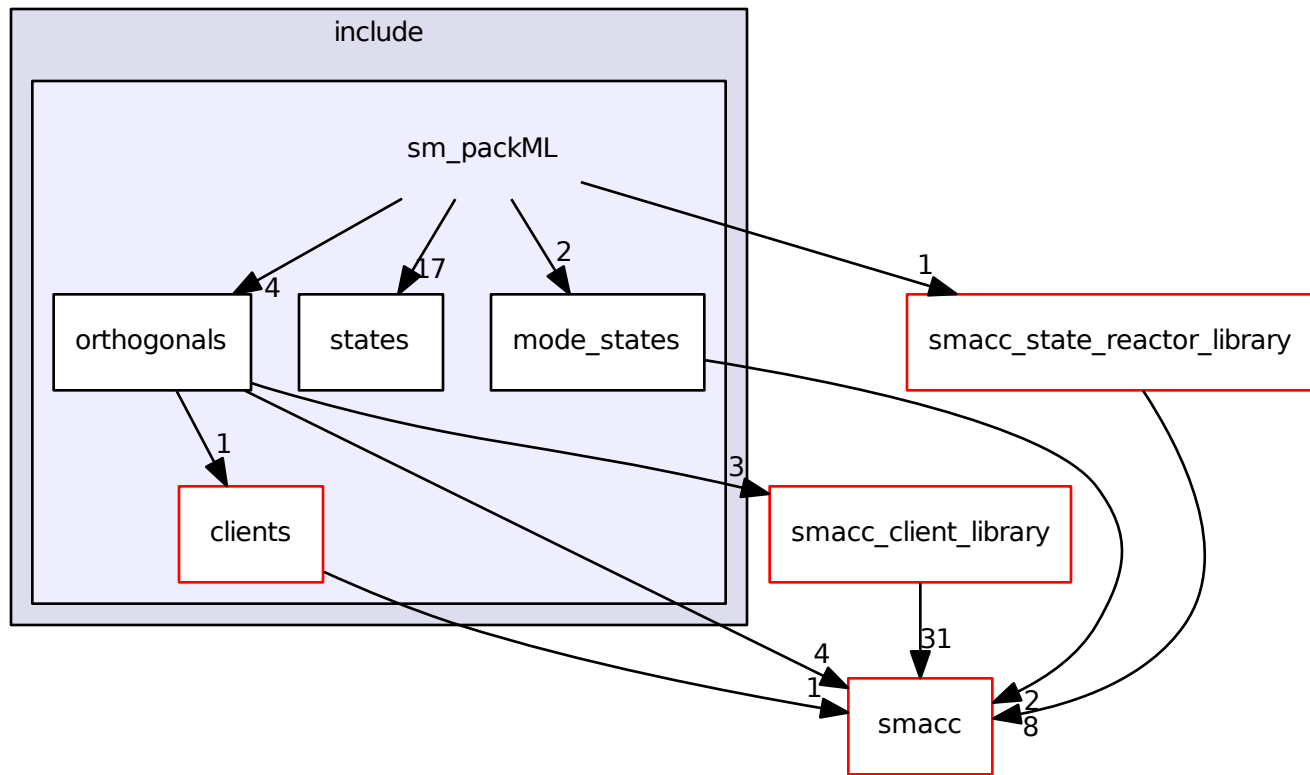 include
sm_packML
2
1
17
4
orthogonals
states
mode_states
smacc_state_reactor_library
1
3
clients
smacc_client_library
31
4
1
2
8
smacc